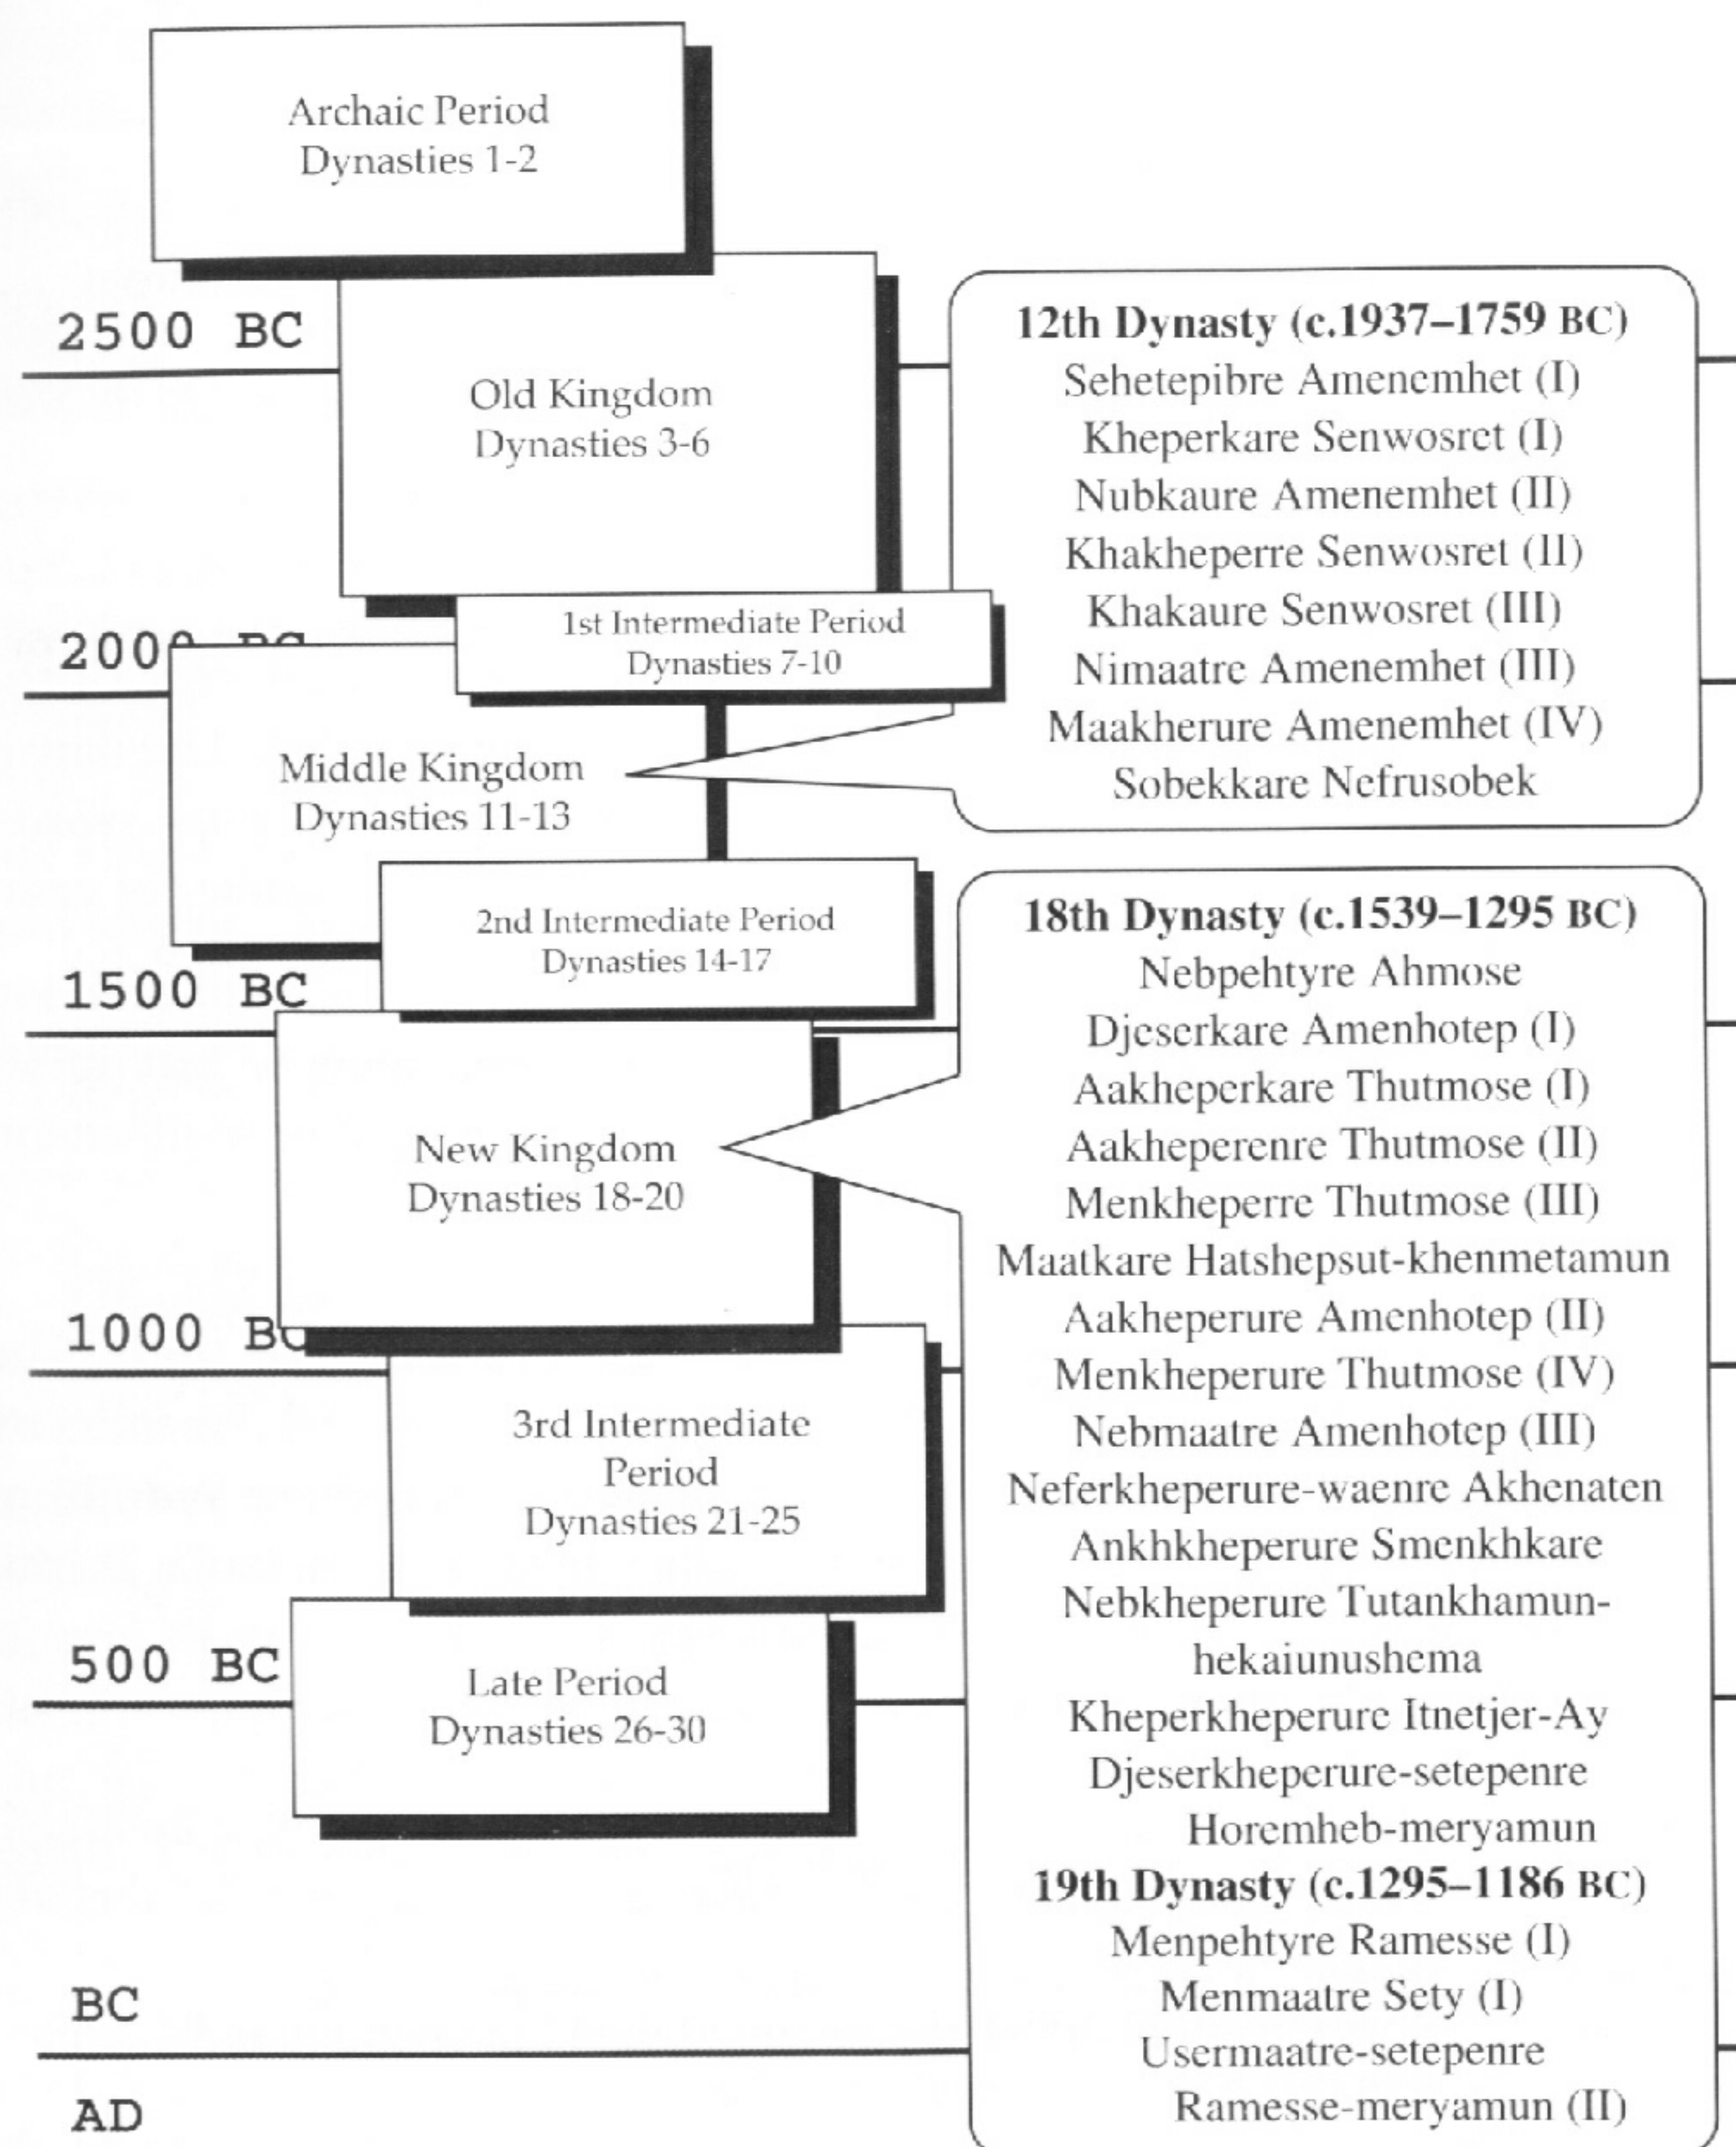 Archaic Period
Dynasties 1-2
2500 BC
Old Kingdom
Dynasties 3-6
1st Intermediate Period
Dynasties 7-10
2000 BC
Middle Kingdom
Dynasties 11-13
2nd Intermediate Period
Dynasties 14-17
1500 BC
New Kingdom
Dynasties 18-20
1000 BC
3rd Intermediate
Period
Dynasties 21-25
500 BC
Late Period
Dynasties 26-30
BC
AD
12th Dynasty (c.1937–1759 BC)
Sehetepibre Amenemhet (I)
Kheperkare Senwosret (I)
Nubkaure Amenemhet (II)
Khakheperre Senwosret (II)
Khakaure Senwosret (III)
Nimaatre Amenemhet (III)
Maakherure Amenemhet (IV)
Sobekkare Nefrusobek
18th Dynasty (c.1539–1295 BC)
Nebpehtyre Ahmose
Djeserkare Amenhotep (I)
Aakheperkare Thutmose (I)
Aakheperenre Thutmose (II)
Menkheperre Thutmose (III)
Maatkare Hatshepsut-khenmetamun
Aakheperure Amenhotep (II)
Menkheperure Thutmose (IV)
Nebmaatre Amenhotep (III)
Neferkheperure-waenre Akhenaten
Ankhkheperure Smenkhkare
Nebkheperure Tutankhamun-
hekaiunushema
Kheperkheperure Itnetjer-Ay
Djeserkheperure-setepenre
Horemheb-meryamun
19th Dynasty (c.1295–1186 BC)
Menpehtyre Ramesse (I)
Menmaatre Sety (I)
Usermaatre-setepenre
Ramesse-meryamun (II)